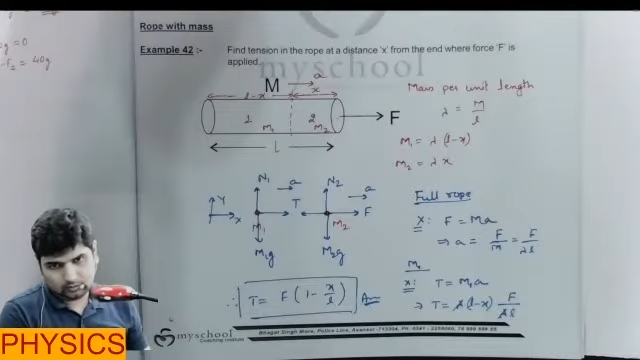 g = 0
-F₂ = 40g
Rope with mass
Example 42 :- Find tension in the rope at a distance 'x' from the end where force 'F' is
applied.
myschool
M a
l-x x
1 M₁ 2 M₂ F
L
Mass per unit length
λ = M/l
M₁ = λ (l-x)
M₂ = λ x
Y X
N₁ a T M₁ M₁g
N₂ a F M₂ M₂g
Full rope
X: F = Ma
⇒ a = F/M = F/λl
M₁
x: T = M₁a
⇒ T = λ (l-x) F/λl
∴ T = F (1 - x/l) Ans
PHYSICS
myschool
Coaching Institute